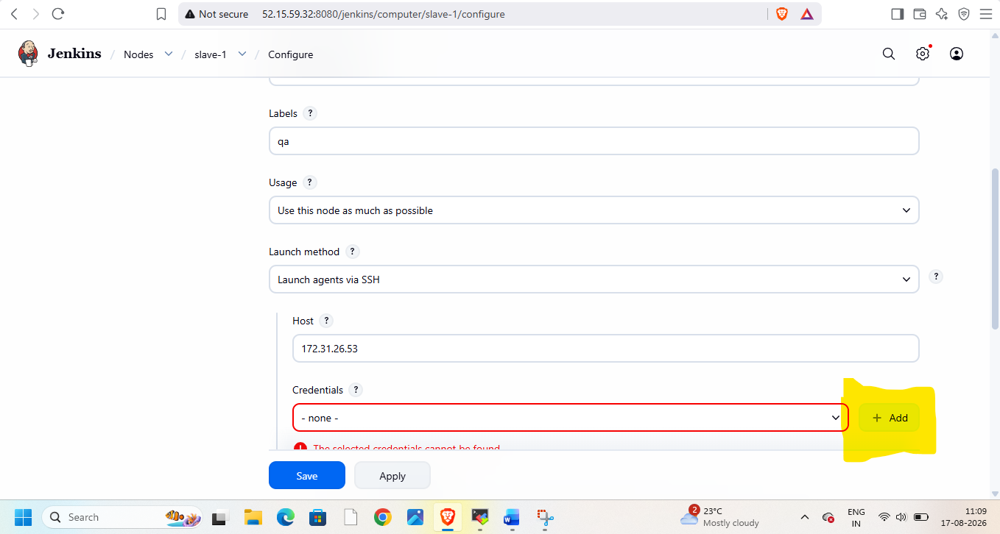 Not secure 52.15.59.32:8080/jenkins/computer/slave-1/configure
Jenkins / Nodes / slave-1 / Configure
Labels ?
qa
Usage ?
Use this node as much as possible
Launch method ?
Launch agents via SSH
?
Host ?
172.31.26.53
Credentials ?
- none -
+ Add
The selected credentials cannot be found
Save Apply
Search
2
23°C
Mostly cloudy
ENG
IN
11:09
17-08-2026